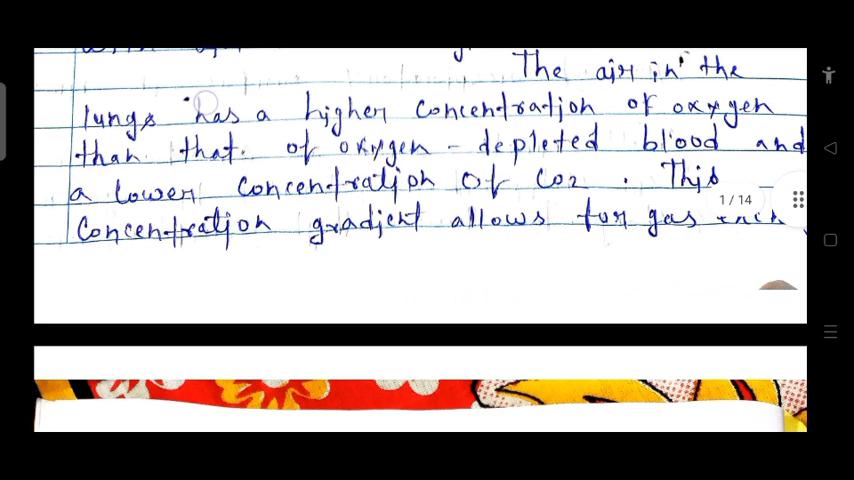 The air in the
lungs has a higher concentration of oxygen
than that of oxygen - depleted blood and
a lower concentration of CO2 . This
1 / 14
Concentration gradient allows for gas